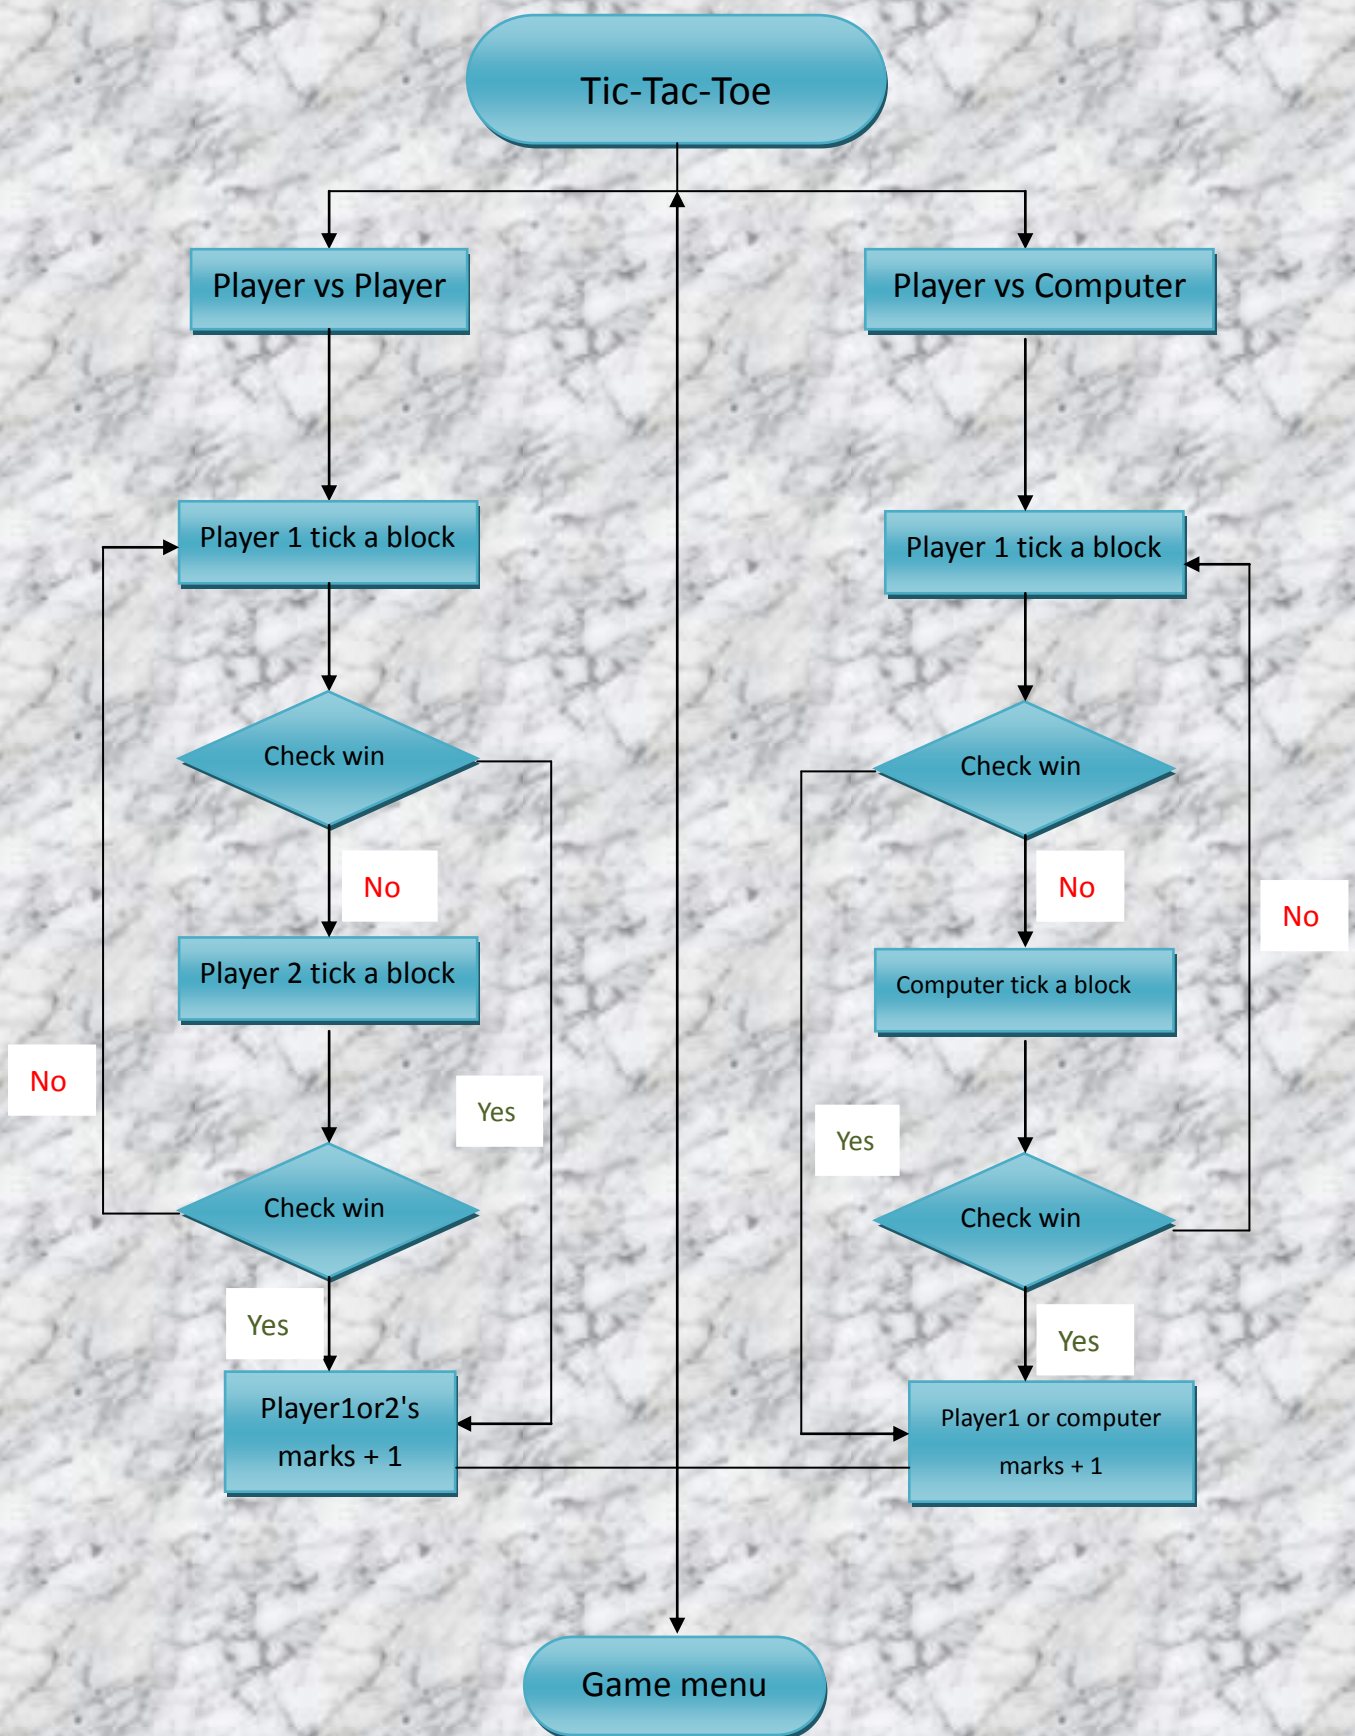 Tic-Tac-Toe
Player vs Player
Player vs Computer
Player 1 tick a block
Player 1 tick a block
Check win
Check win
No
No
No
Player 2 tick a block
Computer tick a block
No
Yes
Yes
Check win
Check win
Yes
Yes
Player1or2's
marks + 1
Player1 or computer
marks + 1
Game menu